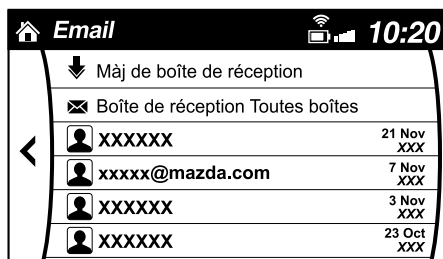 Email 10:20
Màj de boîte de réception
Boîte de réception Toutes boîtes
XXXXXX 21 Nov
XXX
xxxxx@mazda.com 7 Nov
XXX
XXXXXX 3 Nov
XXX
XXXXXX 23 Oct
XXX